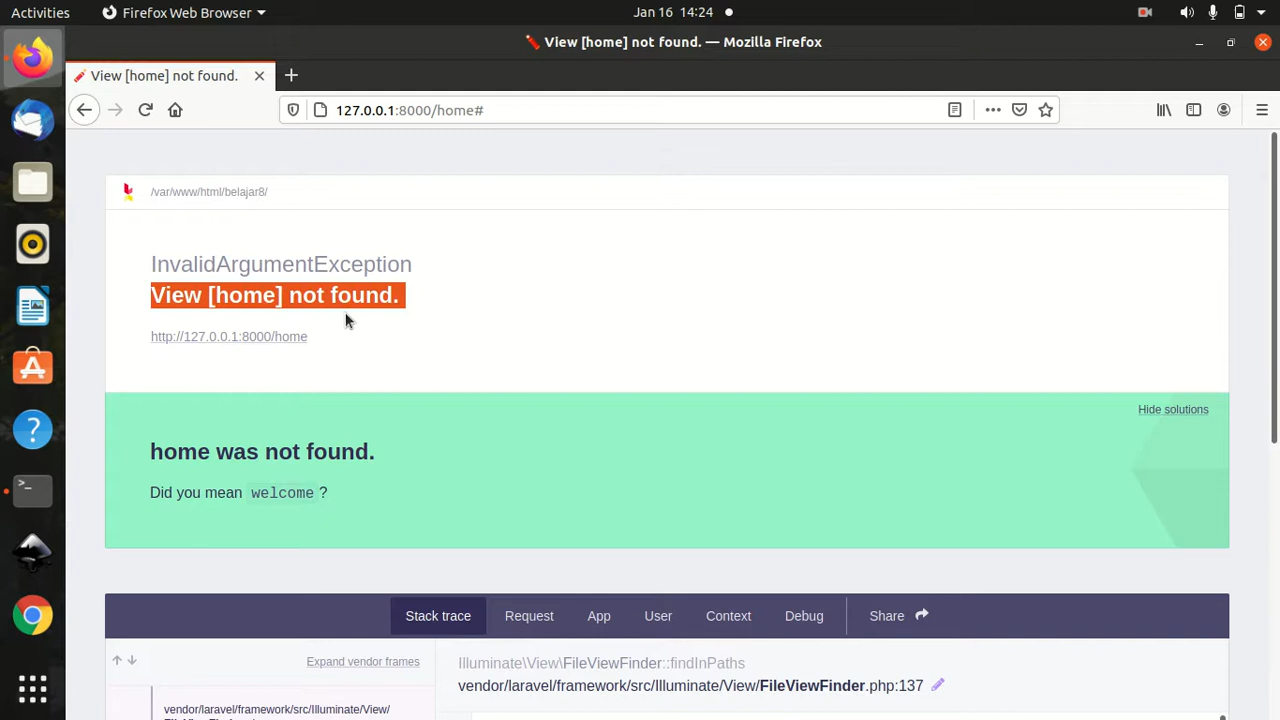 Activities
Firefox Web Browser
Jan 16 14:24
View [home] not found. — Mozilla Firefox
View [home] not found.
127.0.0.1:8000/home#
/var/www/html/belajar8/
InvalidArgumentException
View [home] not found.
http://127.0.0.1:8000/home
Hide solutions
home was not found.
Did you mean welcome ?
Stack trace
Request
App
User
Context
Debug
Share
Expand vendor frames
Illuminate\View\FileViewFinder::findInPaths
vendor/laravel/framework/src/Illuminate/View/FileViewFinder.php:137
vendor/laravel/framework/src/Illuminate/View/